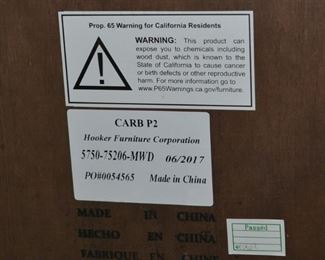 Prop. 65 Warning for California Residents
WARNING: This product can
expose you to chemicals including
wood dust, which is known to the
State of California to cause cancer
or birth defects or other reproductive
harm. For more information go to
www.P65Warnings.ca.gov/furniture.
CARB P2
Hooker Furniture Corporation
5750-75206-MWD 06/2017
PO#0054565 Made in China
MADE IN CHINA
HECHO EN CHINA
FABRIQUE EN CHINE
Passed